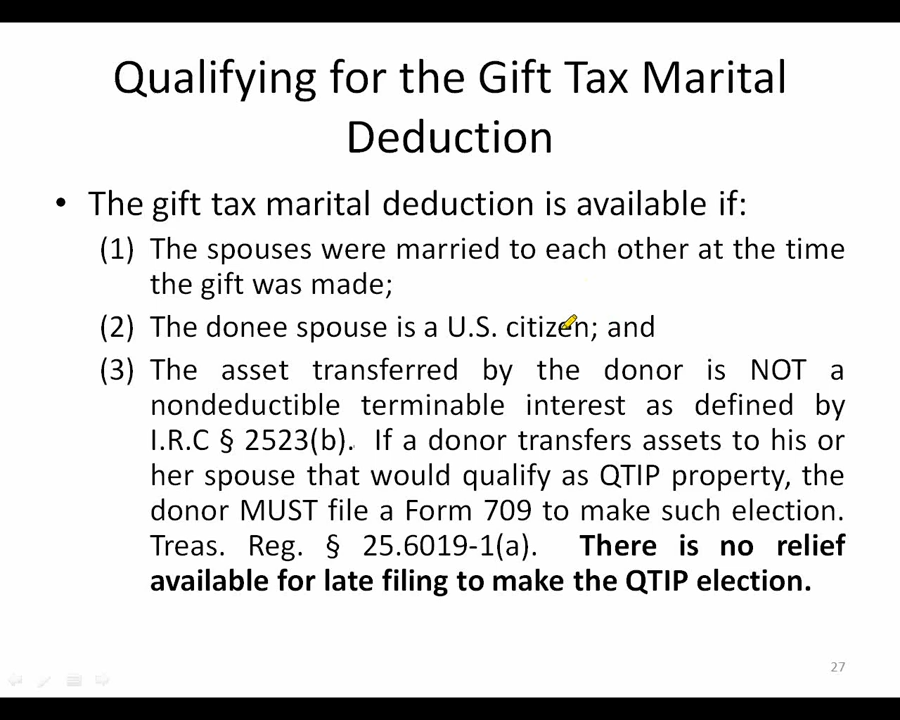 Qualifying for the Gift Tax Marital
Deduction
• The gift tax marital deduction is available if:
(1) The spouses were married to each other at the time
the gift was made;
(2) The donee spouse is a U.S. citizen; and
(3) The asset transferred by the donor is NOT a
nondeductible terminable interest as defined by
I.R.C § 2523(b). If a donor transfers assets to his or
her spouse that would qualify as QTIP property, the
donor MUST file a Form 709 to make such election.
Treas. Reg. § 25.6019-1(a). There is no relief
available for late filing to make the QTIP election.
27